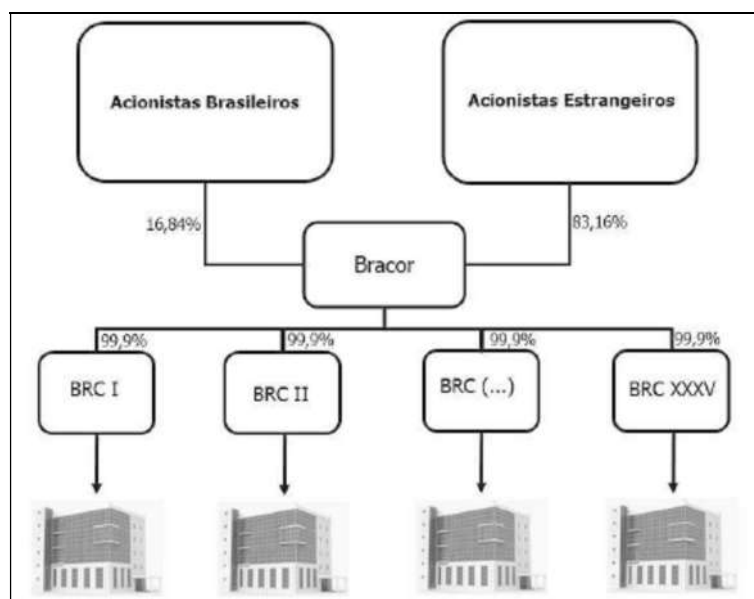 Acionistas Brasileiros
Acionistas Estrangeiros
16,84%
83,16%
Bracor
99,9%
99,9%
99,9%
99,9%
BRC I
BRC II
BRC (...)
BRC XXXV